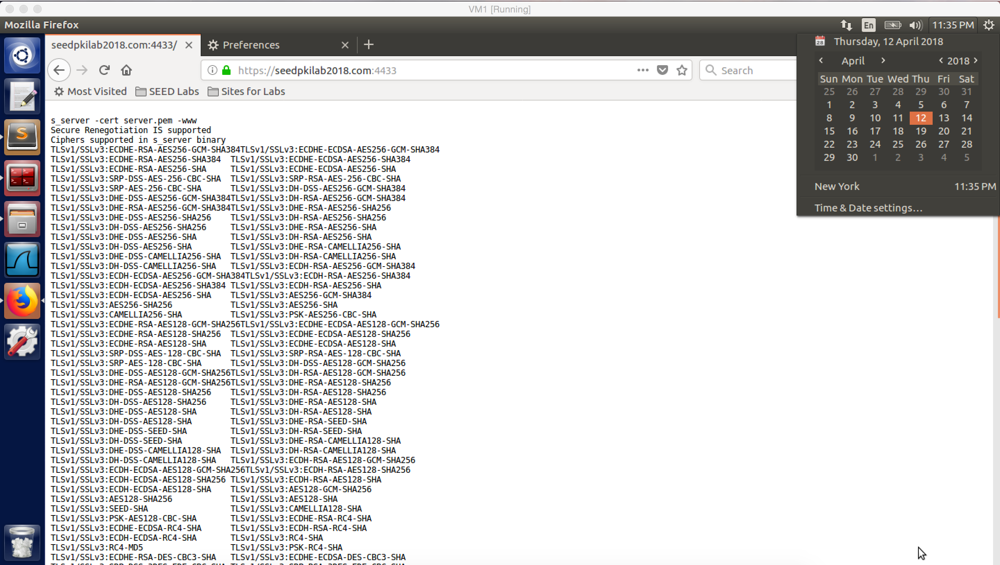 VM1 [Running]
Mozilla Firefox
En
11:35 PM
seedpkilab2018.com:4433/
Preferences
https://seedpkilab2018.com:4433
Search
Most Visited
SEED Labs
Sites for Labs
28 Thursday, 12 April 2018
April 2018
Sun Mon Tue Wed Thu Fri Sat
25 26 27 28 29 30 31
1 2 3 4 5 6 7
8 9 10 11 12 13 14
15 16 17 18 19 20 21
22 23 24 25 26 27 28
29 30 1 2 3 4 5
New York 11:35 PM
Time & Date settings...
s_server -cert server.pem -www
Secure Renegotiation IS supported
Ciphers supported in s_server binary
TLSv1/SSLv3:ECDHE-RSA-AES256-GCM-SHA384TLSv1/SSLv3:ECDHE-ECDSA-AES256-GCM-SHA384
TLSv1/SSLv3:ECDHE-RSA-AES256-SHA384 TLSv1/SSLv3:ECDHE-ECDSA-AES256-SHA384
TLSv1/SSLv3:ECDHE-RSA-AES256-SHA TLSv1/SSLv3:ECDHE-ECDSA-AES256-SHA
TLSv1/SSLv3:SRP-DSS-AES-256-CBC-SHA TLSv1/SSLv3:SRP-RSA-AES-256-CBC-SHA
TLSv1/SSLv3:SRP-AES-256-CBC-SHA TLSv1/SSLv3:DH-DSS-AES256-GCM-SHA384
TLSv1/SSLv3:DHE-DSS-AES256-GCM-SHA384TLSv1/SSLv3:DH-RSA-AES256-GCM-SHA384
TLSv1/SSLv3:DHE-RSA-AES256-GCM-SHA384TLSv1/SSLv3:DHE-RSA-AES256-SHA256
TLSv1/SSLv3:DHE-DSS-AES256-SHA256 TLSv1/SSLv3:DH-RSA-AES256-SHA256
TLSv1/SSLv3:DH-DSS-AES256-SHA256 TLSv1/SSLv3:DHE-RSA-AES256-SHA
TLSv1/SSLv3:DHE-DSS-AES256-SHA TLSv1/SSLv3:DH-RSA-AES256-SHA
TLSv1/SSLv3:DH-DSS-AES256-SHA TLSv1/SSLv3:DHE-RSA-CAMELLIA256-SHA
TLSv1/SSLv3:DHE-DSS-CAMELLIA256-SHA TLSv1/SSLv3:DH-RSA-CAMELLIA256-SHA
TLSv1/SSLv3:DH-DSS-CAMELLIA256-SHA TLSv1/SSLv3:ECDH-RSA-AES256-GCM-SHA384
TLSv1/SSLv3:ECDH-ECDSA-AES256-GCM-SHA384TLSv1/SSLv3:ECDH-RSA-AES256-SHA384
TLSv1/SSLv3:ECDH-ECDSA-AES256-SHA384 TLSv1/SSLv3:ECDH-RSA-AES256-SHA
TLSv1/SSLv3:ECDH-ECDSA-AES256-SHA TLSv1/SSLv3:AES256-GCM-SHA384
TLSv1/SSLv3:AES256-SHA256 TLSv1/SSLv3:AES256-SHA
TLSv1/SSLv3:CAMELLIA256-SHA TLSv1/SSLv3:PSK-AES256-CBC-SHA
TLSv1/SSLv3:ECDHE-RSA-AES128-GCM-SHA256TLSv1/SSLv3:ECDHE-ECDSA-AES128-GCM-SHA256
TLSv1/SSLv3:ECDHE-RSA-AES128-SHA256 TLSv1/SSLv3:ECDHE-ECDSA-AES128-SHA256
TLSv1/SSLv3:ECDHE-RSA-AES128-SHA TLSv1/SSLv3:ECDHE-ECDSA-AES128-SHA
TLSv1/SSLv3:SRP-DSS-AES-128-CBC-SHA TLSv1/SSLv3:SRP-RSA-AES-128-CBC-SHA
TLSv1/SSLv3:SRP-AES-128-CBC-SHA TLSv1/SSLv3:DH-DSS-AES128-GCM-SHA256
TLSv1/SSLv3:DHE-DSS-AES128-GCM-SHA256TLSv1/SSLv3:DH-RSA-AES128-GCM-SHA256
TLSv1/SSLv3:DHE-RSA-AES128-GCM-SHA256TLSv1/SSLv3:DHE-RSA-AES128-SHA256
TLSv1/SSLv3:DHE-DSS-AES128-SHA256 TLSv1/SSLv3:DH-RSA-AES128-SHA256
TLSv1/SSLv3:DH-DSS-AES128-SHA256 TLSv1/SSLv3:DHE-RSA-AES128-SHA
TLSv1/SSLv3:DHE-DSS-AES128-SHA TLSv1/SSLv3:DH-RSA-AES128-SHA
TLSv1/SSLv3:DH-DSS-AES128-SHA TLSv1/SSLv3:DHE-RSA-SEED-SHA
TLSv1/SSLv3:DHE-DSS-SEED-SHA TLSv1/SSLv3:DH-RSA-SEED-SHA
TLSv1/SSLv3:DH-DSS-SEED-SHA TLSv1/SSLv3:DHE-RSA-CAMELLIA128-SHA
TLSv1/SSLv3:DHE-DSS-CAMELLIA128-SHA TLSv1/SSLv3:DH-RSA-CAMELLIA128-SHA
TLSv1/SSLv3:DH-DSS-CAMELLIA128-SHA TLSv1/SSLv3:ECDH-RSA-AES128-GCM-SHA256
TLSv1/SSLv3:ECDH-ECDSA-AES128-GCM-SHA256TLSv1/SSLv3:ECDH-RSA-AES128-SHA256
TLSv1/SSLv3:ECDH-ECDSA-AES128-SHA256 TLSv1/SSLv3:ECDH-RSA-AES128-SHA
TLSv1/SSLv3:ECDH-ECDSA-AES128-SHA TLSv1/SSLv3:AES128-GCM-SHA256
TLSv1/SSLv3:AES128-SHA256 TLSv1/SSLv3:AES128-SHA
TLSv1/SSLv3:SEED-SHA TLSv1/SSLv3:CAMELLIA128-SHA
TLSv1/SSLv3:PSK-AES128-CBC-SHA TLSv1/SSLv3:ECDHE-RSA-RC4-SHA
TLSv1/SSLv3:ECDHE-ECDSA-RC4-SHA TLSv1/SSLv3:ECDH-RSA-RC4-SHA
TLSv1/SSLv3:ECDH-ECDSA-RC4-SHA TLSv1/SSLv3:RC4-SHA
TLSv1/SSLv3:RC4-MD5 TLSv1/SSLv3:PSK-RC4-SHA
TLSv1/SSLv3:ECDHE-RSA-DES-CBC3-SHA TLSv1/SSLv3:ECDHE-ECDSA-DES-CBC3-SHA